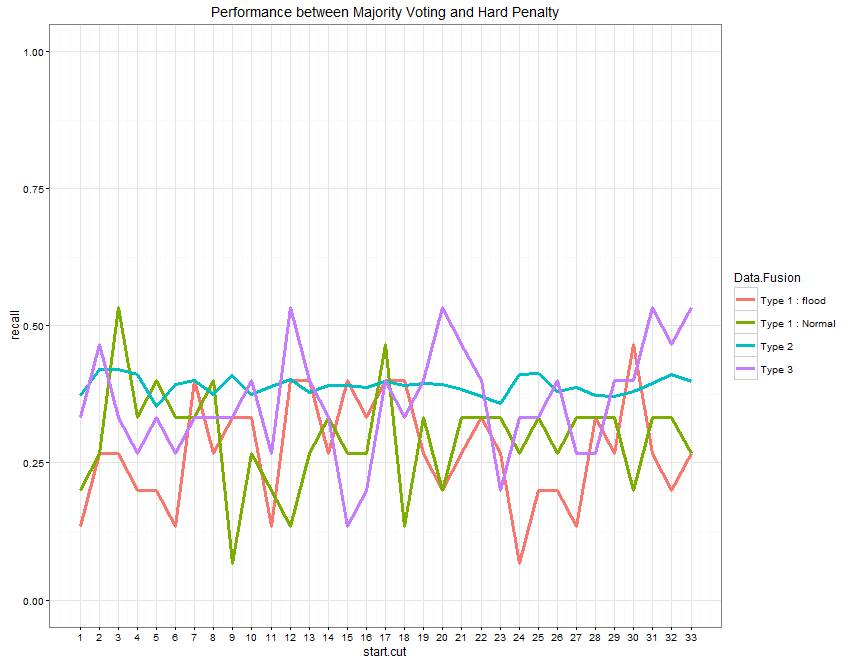 Performance between Majority Voting and Hard Penalty
1.00
0.75
0.50
0.25
0.00
recall
1 2 3 4 5 6 7 8 9 10 11 12 13 14 15 16 17 18 19 20 21 22 23 24 25 26 27 28 29 30 31 32 33
start.cut
Data.Fusion
Type 1 : flood
Type 1 : Normal
Type 2
Type 3